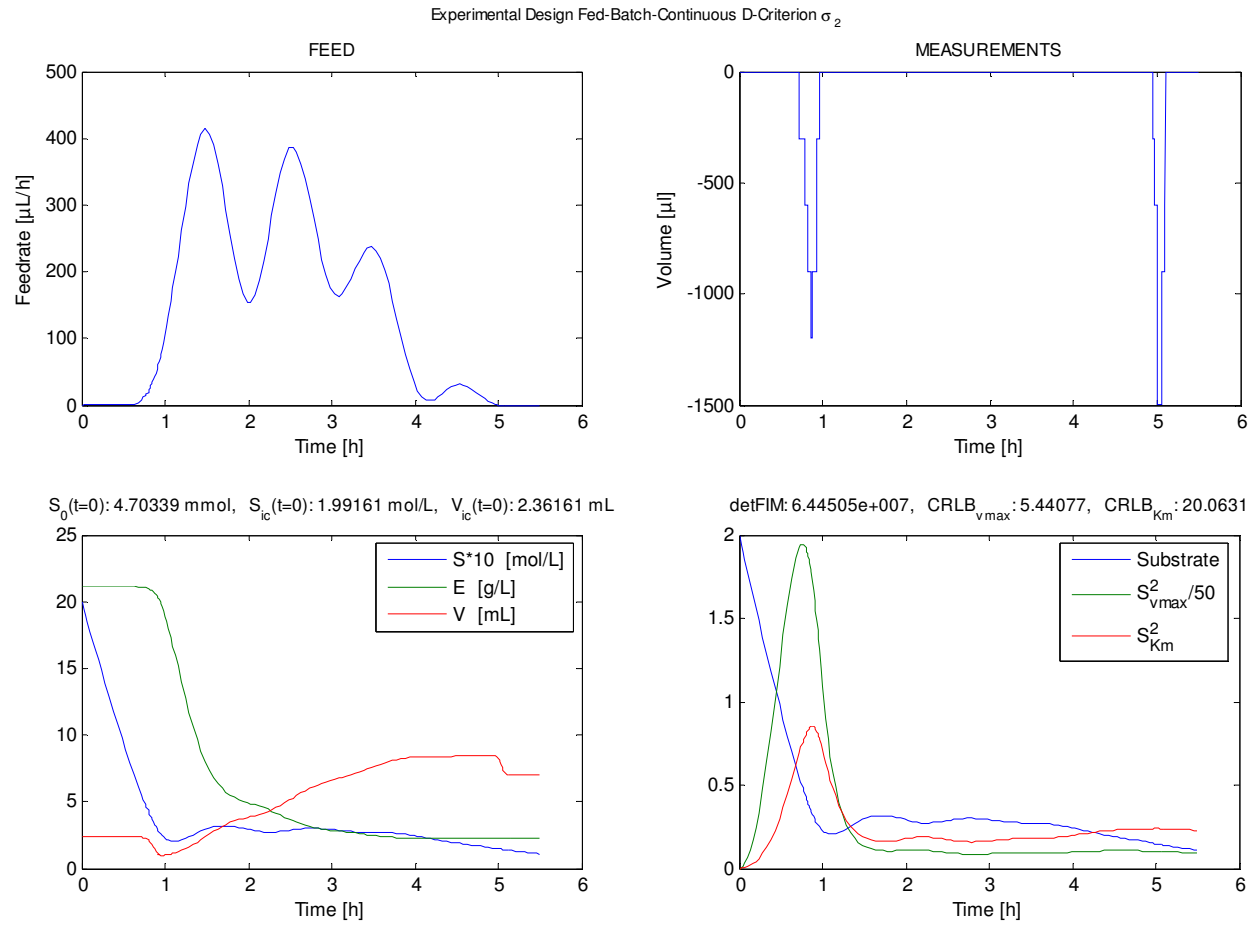 Experimental Design Fed-Batch-Continuous D-Criterion σ2
FEED
500
400
300
200
100
0
Feedrate [µL/h]
0 1 2 3 4 5 6
Time [h]
MEASUREMENTS
0
-500
-1000
-1500
Volume [µl]
0 1 2 3 4 5 6
Time [h]
S0(t=0): 4.70339 mmol, Sic(t=0): 1.99161 mol/L, Vic(t=0): 2.36161 mL
25
20
15
10
5
0
S*10 [mol/L]
E [g/L]
V [mL]
0 1 2 3 4 5 6
Time [h]
detFIM: 6.44505e+007, CRLBvmax: 5.44077, CRLBKm: 20.0631
2
1.5
1
0.5
0
Substrate
S²vmax/50
S²Km
0 1 2 3 4 5 6
Time [h]